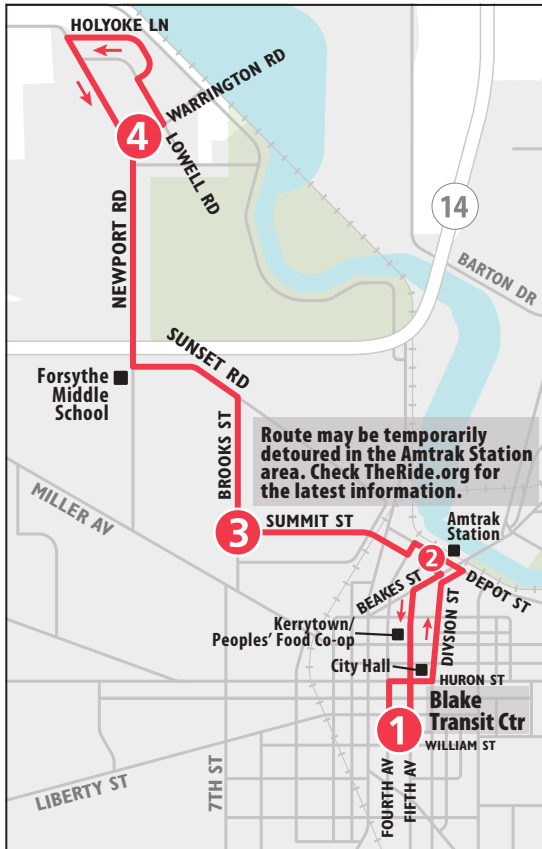 HOLYOKE LN
WARRINGTON RD
4
LOWELL RD
NEWPORT RD
14
BARTON DR
SUNSET RD
Forsythe
Middle
School
BROOKS ST
Route may be temporarily
detoured in the Amtrak Station
area. Check TheRide.org for
the latest information.
MILLER AV
3
SUMMIT ST
Amtrak
Station
2
BEAKES ST
DEPOT ST
DIVSION ST
Kerrytown/
Peoples' Food Co-op
City Hall
HURON ST
Blake
Transit Ctr
1
WILLIAM ST
FOURTH AV
FIFTH AV
7TH ST
LIBERTY ST